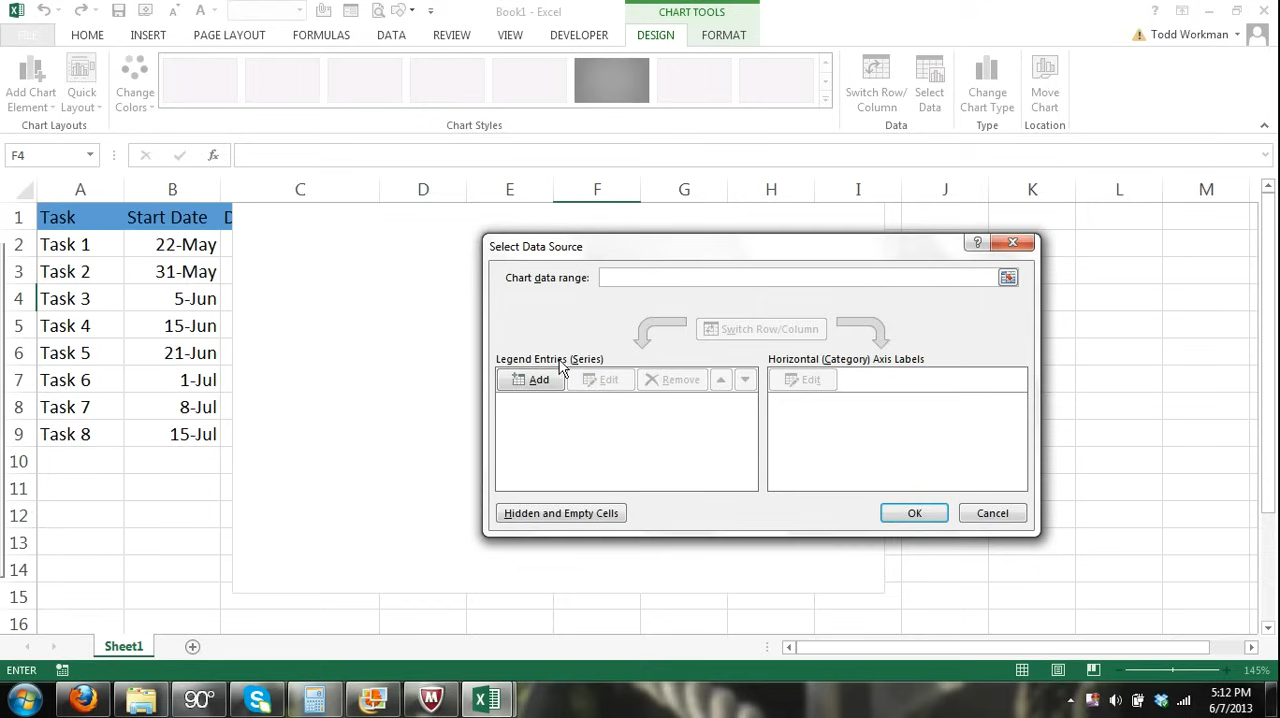 Book1 - Excel
CHART TOOLS
FILE
HOME
INSERT
PAGE LAYOUT
FORMULAS
DATA
REVIEW
VIEW
DEVELOPER
DESIGN
FORMAT
Todd Workman
Add Chart
Element
Quick
Layout
Change
Colors
Switch Row/
Column
Select
Data
Change
Chart Type
Move
Chart
Chart Layouts
Chart Styles
Data
Type
Location
F4
fx
A B C D E F G H I J K L M
1 Task Start Date D
2 Task 1 22-May
3 Task 2 31-May
4 Task 3 5-Jun
5 Task 4 15-Jun
6 Task 5 21-Jun
7 Task 6 1-Jul
8 Task 7 8-Jul
9 Task 8 15-Jul
10
11
12
13
14
15
16
Select Data Source
Chart data range:
Switch Row/Column
Legend Entries (Series)
Horizontal (Category) Axis Labels
Add
Edit
Remove
Edit
Hidden and Empty Cells
OK
Cancel
Sheet1
ENTER
145%
90°
5:12 PM
6/7/2013